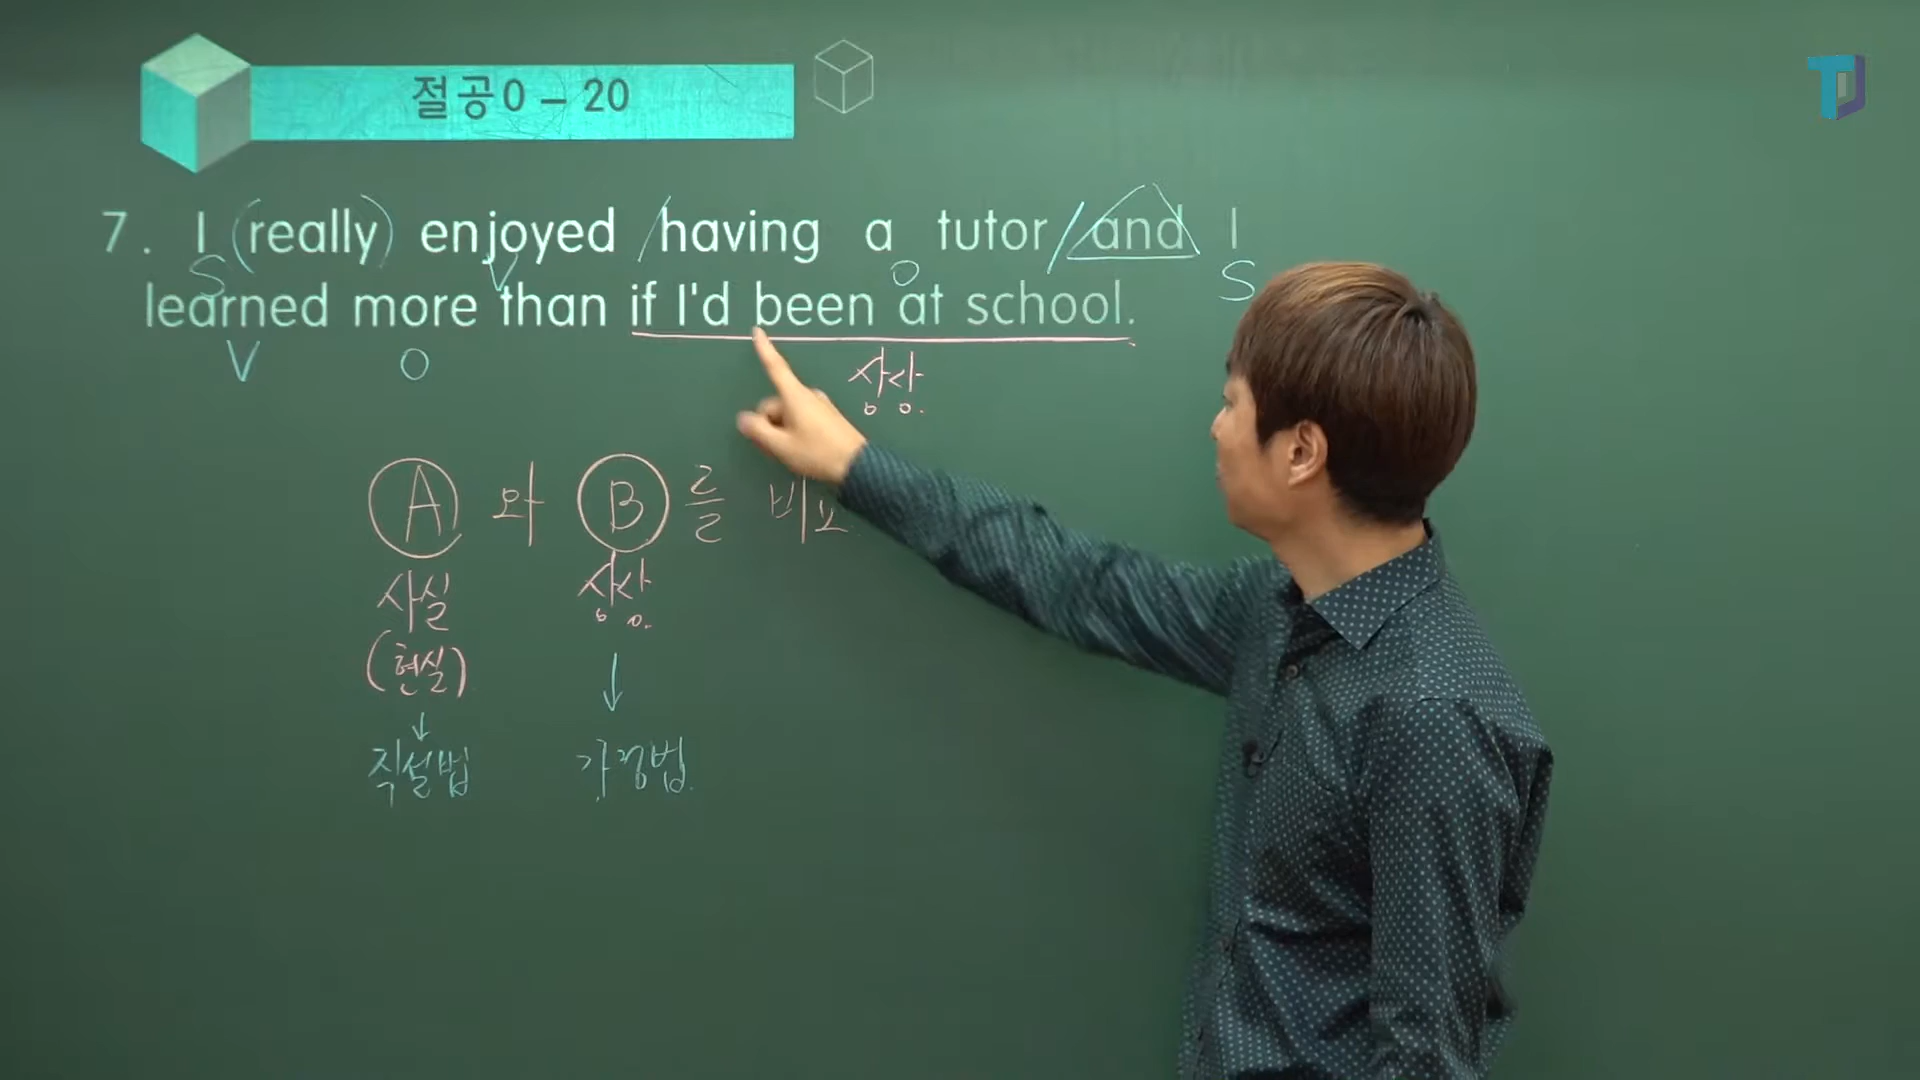 절공0 – 20
7. I (really) enjoyed / having a tutor / and I
S V O S
learned more than if I'd been at school.
V O
상상
A 와 B 를 비교
사실 상상
(현실)
↓ ↓
직설법 가정법.